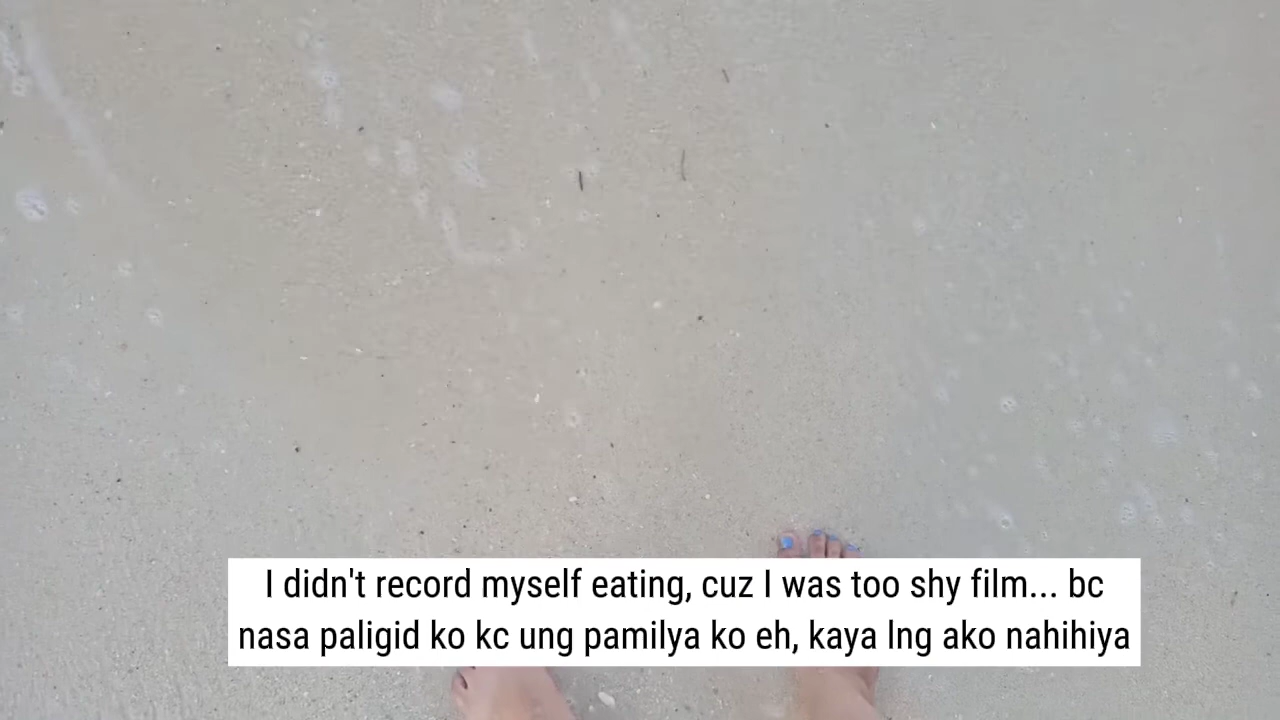 I didn't record myself eating, cuz I was too shy film... bc
nasa paligid ko kc ung pamilya ko eh, kaya lng ako nahihiya